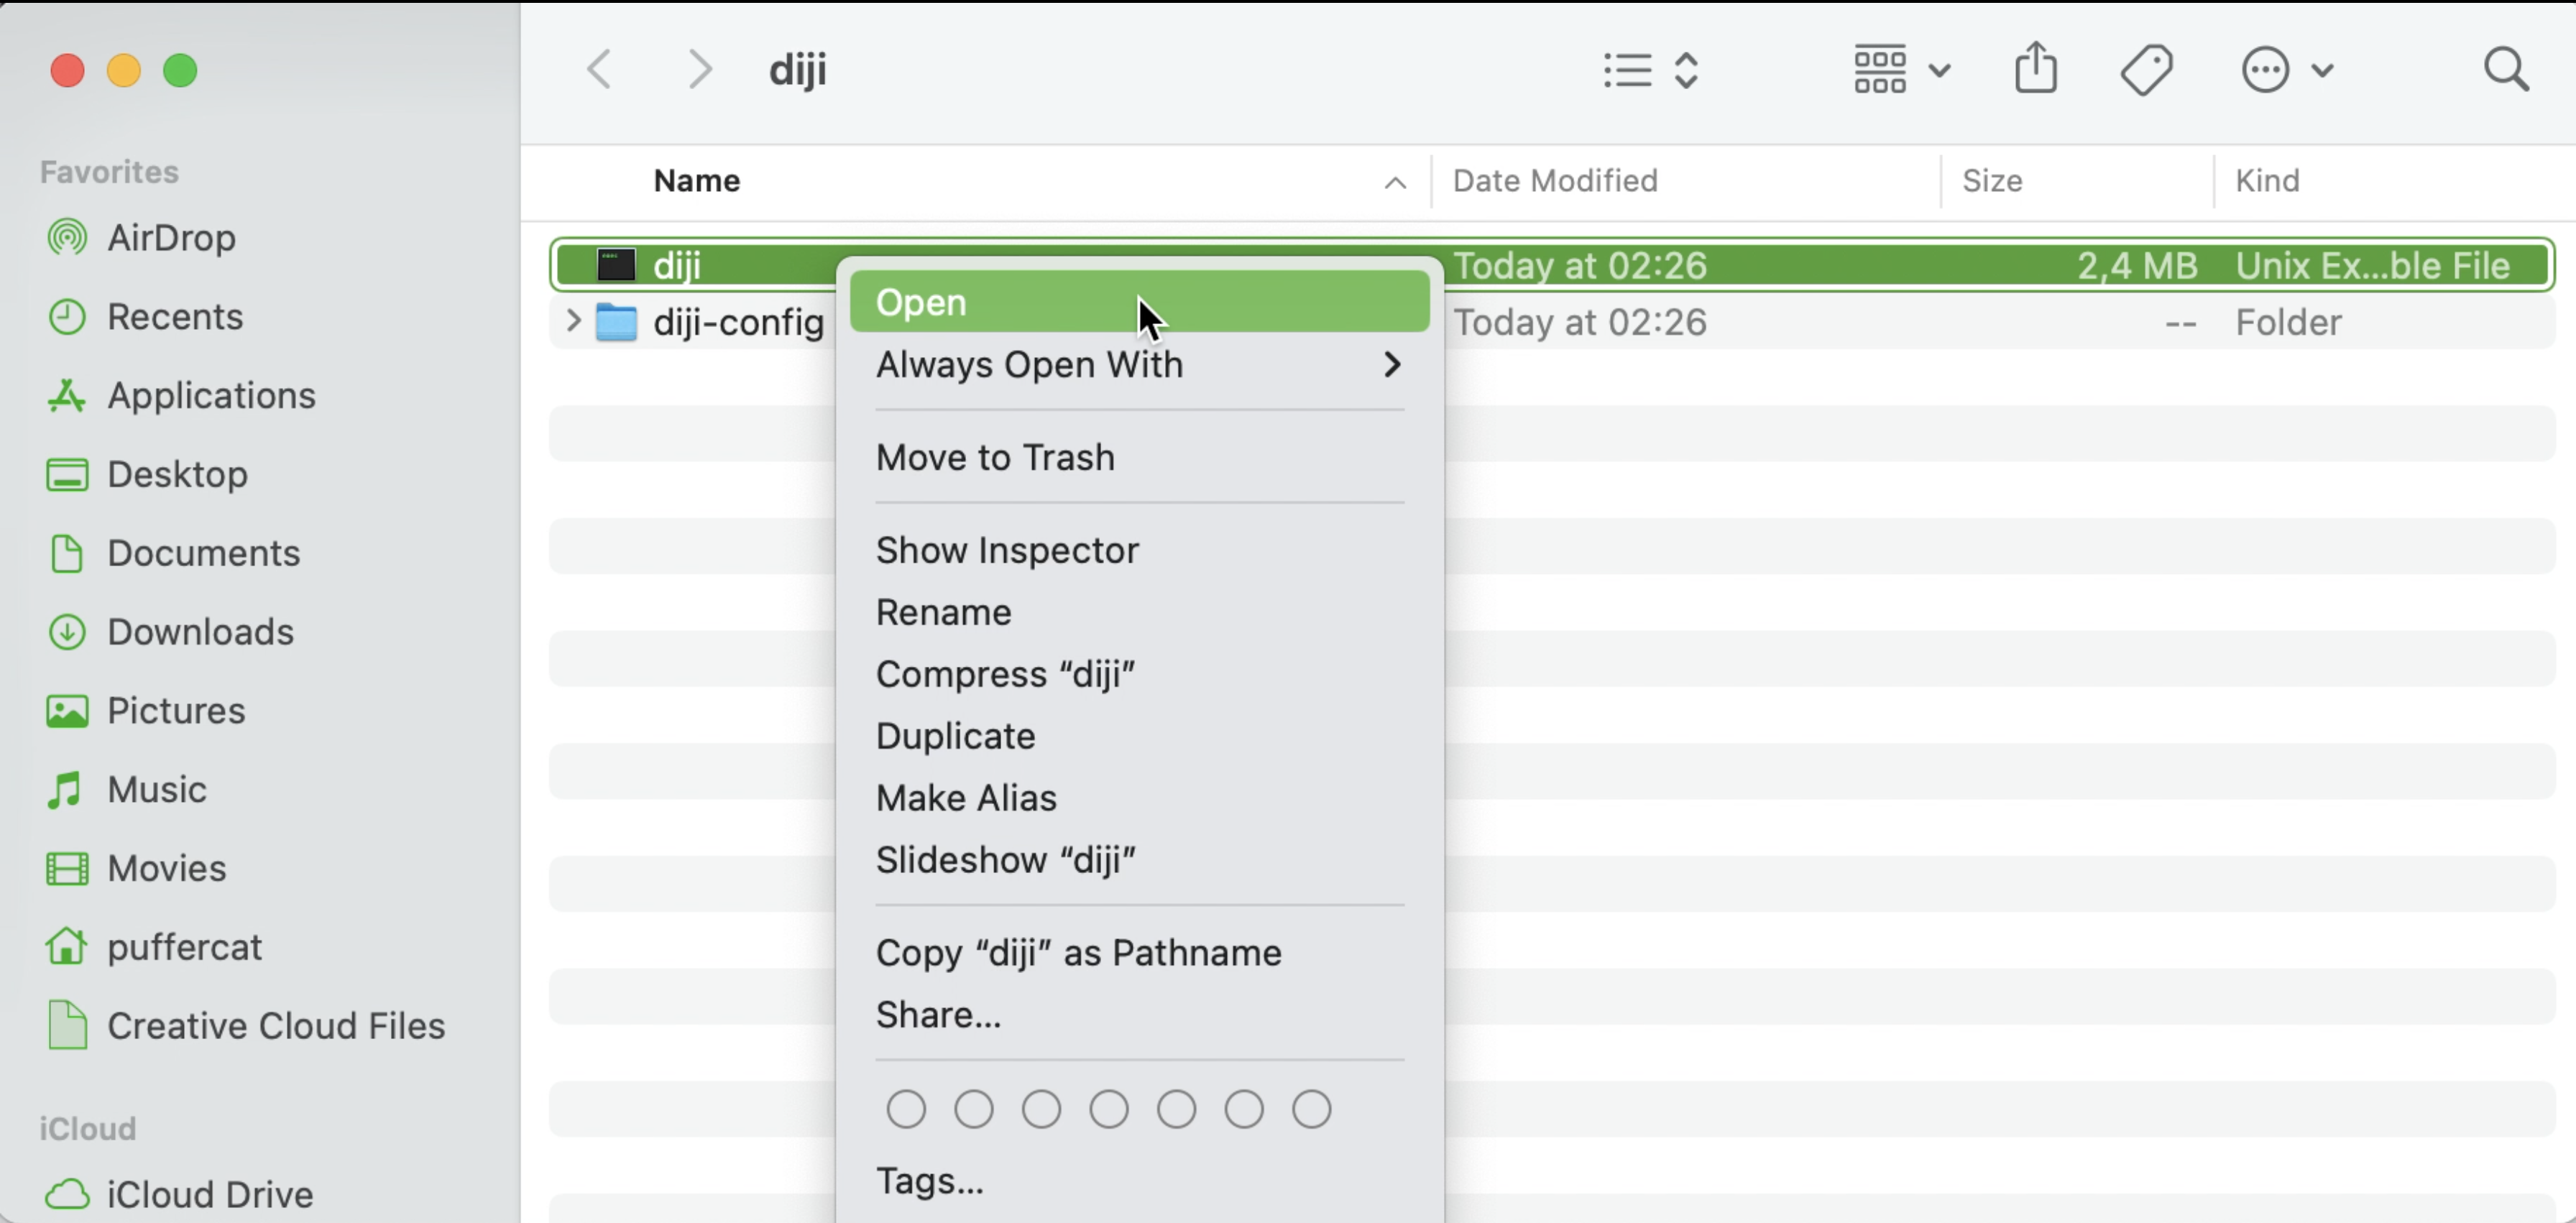 diji
Favorites
AirDrop
Recents
Applications
Desktop
Documents
Downloads
Pictures
Music
Movies
puffercat
Creative Cloud Files
iCloud
iCloud Drive
Name Date Modified Size Kind
diji Today at 02:26 2,4 MB Unix Ex...ble File
diji-config Today at 02:26 -- Folder
Open
Always Open With
Move to Trash
Show Inspector
Rename
Compress “diji”
Duplicate
Make Alias
Slideshow “diji”
Copy “diji” as Pathname
Share...
Tags...